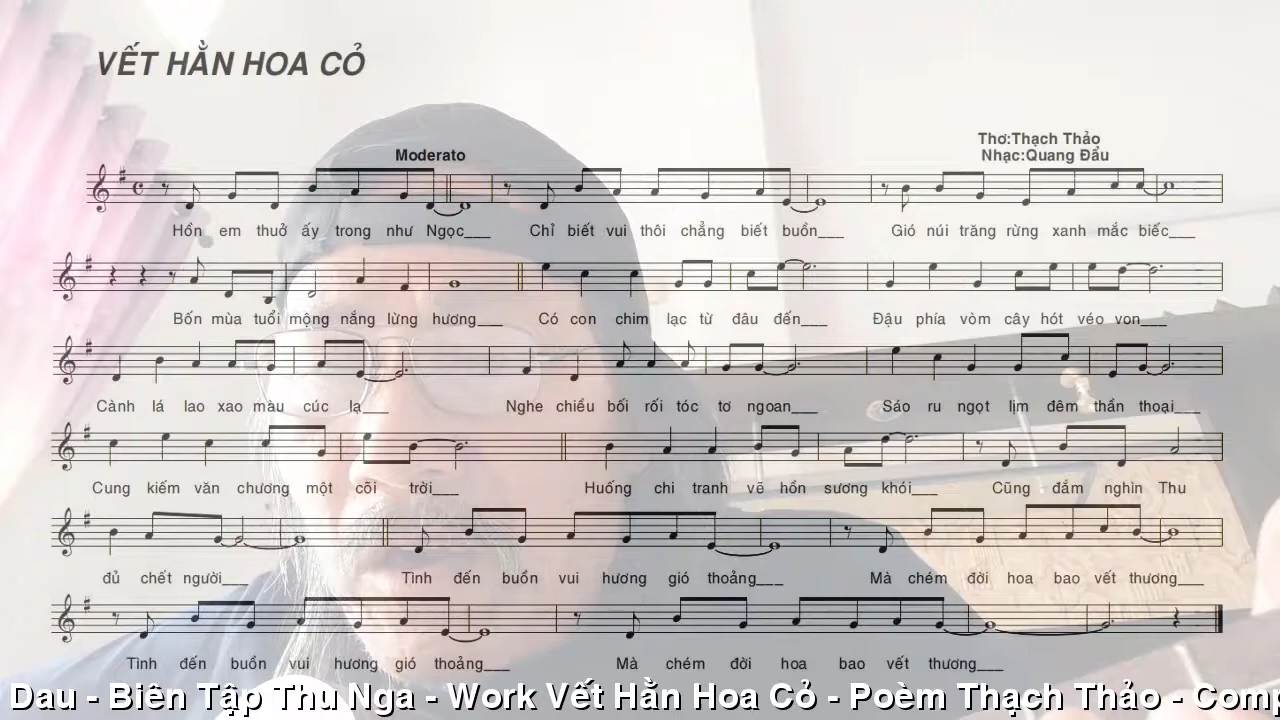 VẾT HẰN HOA CỎ
Thơ:Thạch Thảo
Moderato
Nhạc:Quang Đẩu
Hồn em thuở ấy trong như Ngọc___ Chỉ biết vui thôi chẳng biết buồn___ Gió núi trăng rừng xanh mắc biếc___
Bốn mùa tuổi mộng nắng lừng hương___ Có con chim lạc từ đâu đến___ Đậu phía vòm cây hót véo von___
Cành lá lao xao màu cúc lạ___ Nghe chiều bối rối tóc tơ ngoan___ Sáo ru ngọt lịm đêm thần thoại___
Cung kiếm văn chương một cõi trời___ Huống chi tranh vẽ hồn sương khói___ Cũng đắm nghìn Thu
đủ chết người___ Tình đến buồn vui hương gió thoảng___ Mà chém đời hoa bao vết thương___
Tình đến buồn vui hương gió thoảng___ Mà chém đời hoa bao vết thương___
Dau - Biên Tập Thu Nga - Work Vết Hằn Hoa Cỏ - Poèm Thạch Thảo - Comp